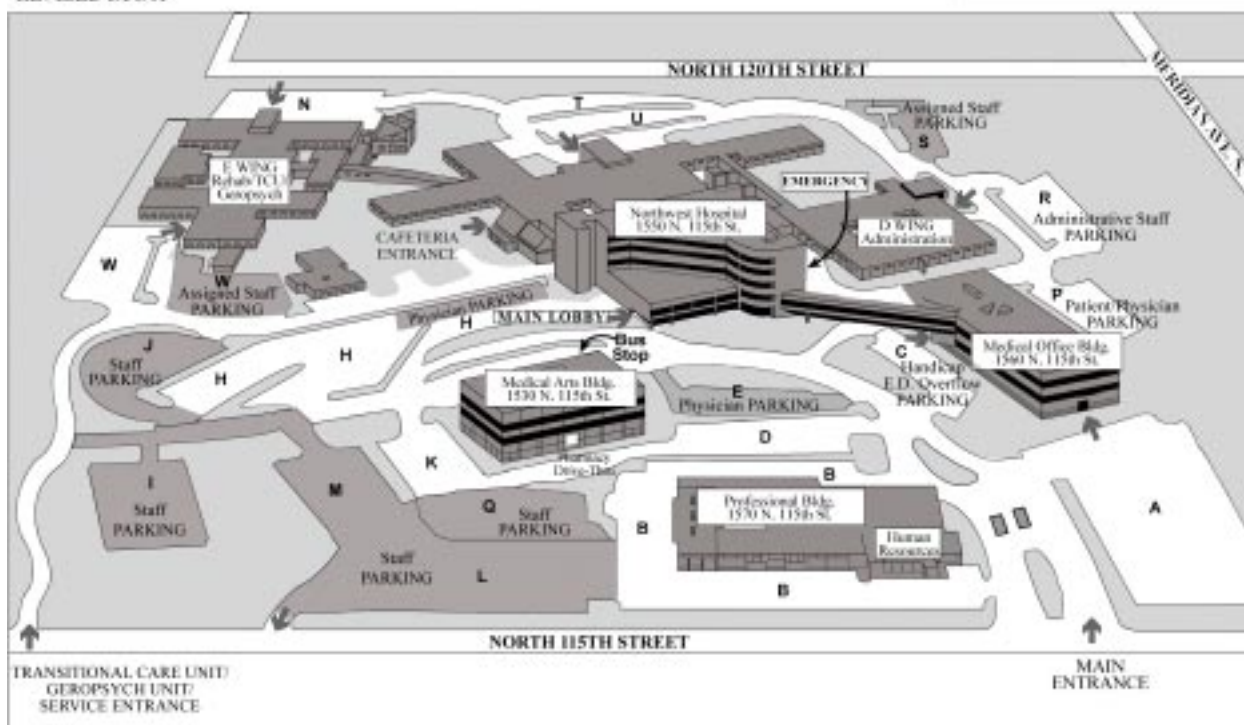 NORTH 120TH STREET
MERIDIAN AVE. N.
N
T
U
Assigned Staff
PARKING
S
E WING
Rehab/TCU/
Geropsych
EMERGENCY
Northwest Hospital
1550 N. 115th St.
D WING
Administration
R
Administrative Staff
PARKING
CAFETERIA
ENTRANCE
W
W
Assigned Staff
PARKING
Physician PARKING
P
Patient/Physician
PARKING
H
MAIN LOBBY
Bus
Stop
J
Staff
PARKING
H
H
C
Handicap
E.D. Overflow
PARKING
Medical Office Bldg.
1560 N. 115th St.
Medical Arts Bldg.
1530 N. 115th St.
E
Physician PARKING
D
K
Pharmacy
Drive-Thru
B
I
Staff
PARKING
M
Q
Staff
PARKING
B
Professional Bldg.
1570 N. 115th St.
A
Human
Resources
Staff
PARKING
L
B
NORTH 115TH STREET
TRANSITIONAL CARE UNIT/
GEROPSYCH UNIT/
SERVICE ENTRANCE
MAIN
ENTRANCE